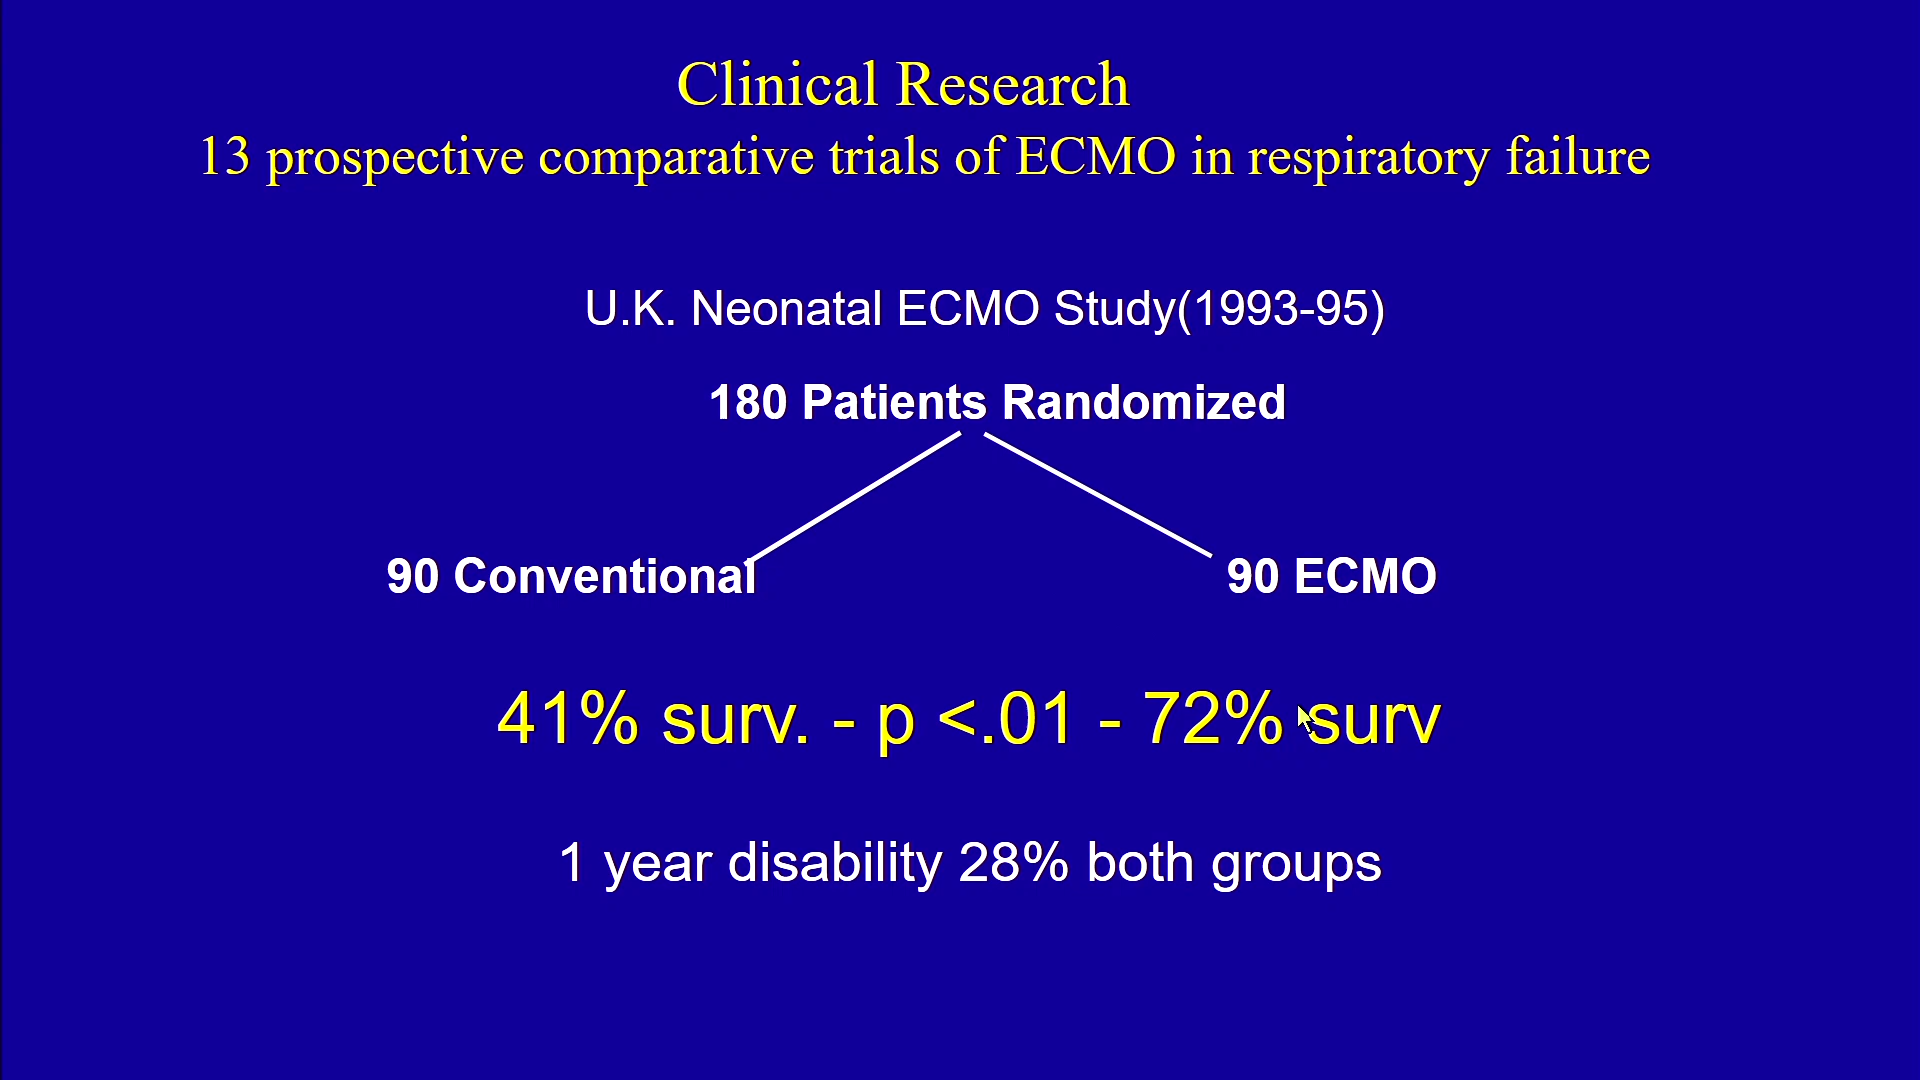 Clinical Research
13 prospective comparative trials of ECMO in respiratory failure
U.K. Neonatal ECMO Study(1993-95)
180 Patients Randomized
90 Conventional 90 ECMO
41% surv. - p <.01 - 72% surv
1 year disability 28% both groups